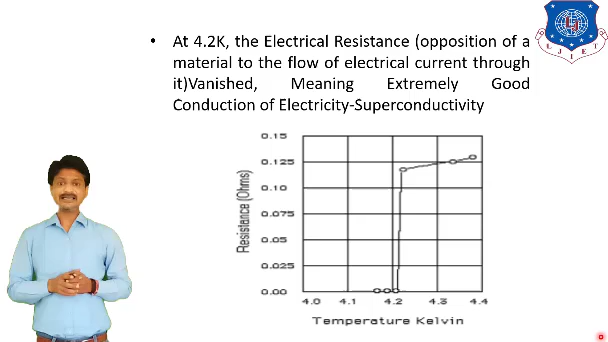 • At 4.2K, the Electrical Resistance (opposition of a
material to the flow of electrical current through
it)Vanished, Meaning Extremely Good
Conduction of Electricity-Superconductivity
LJIET
0.15
0.125
0.10
0.075
0.05
0.025
0.00
Resistance (Ohms)
4.0 4.1 4.2 4.3 4.4
Temperature Kelvin